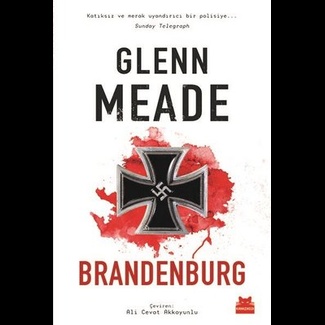 Katıksız ve merak uyandırıcı bir polisiye...
Sunday Telegraph
GLENN
MEADE
BRANDENBURG
Çeviren:
Ali Cevat Akkoyunlu